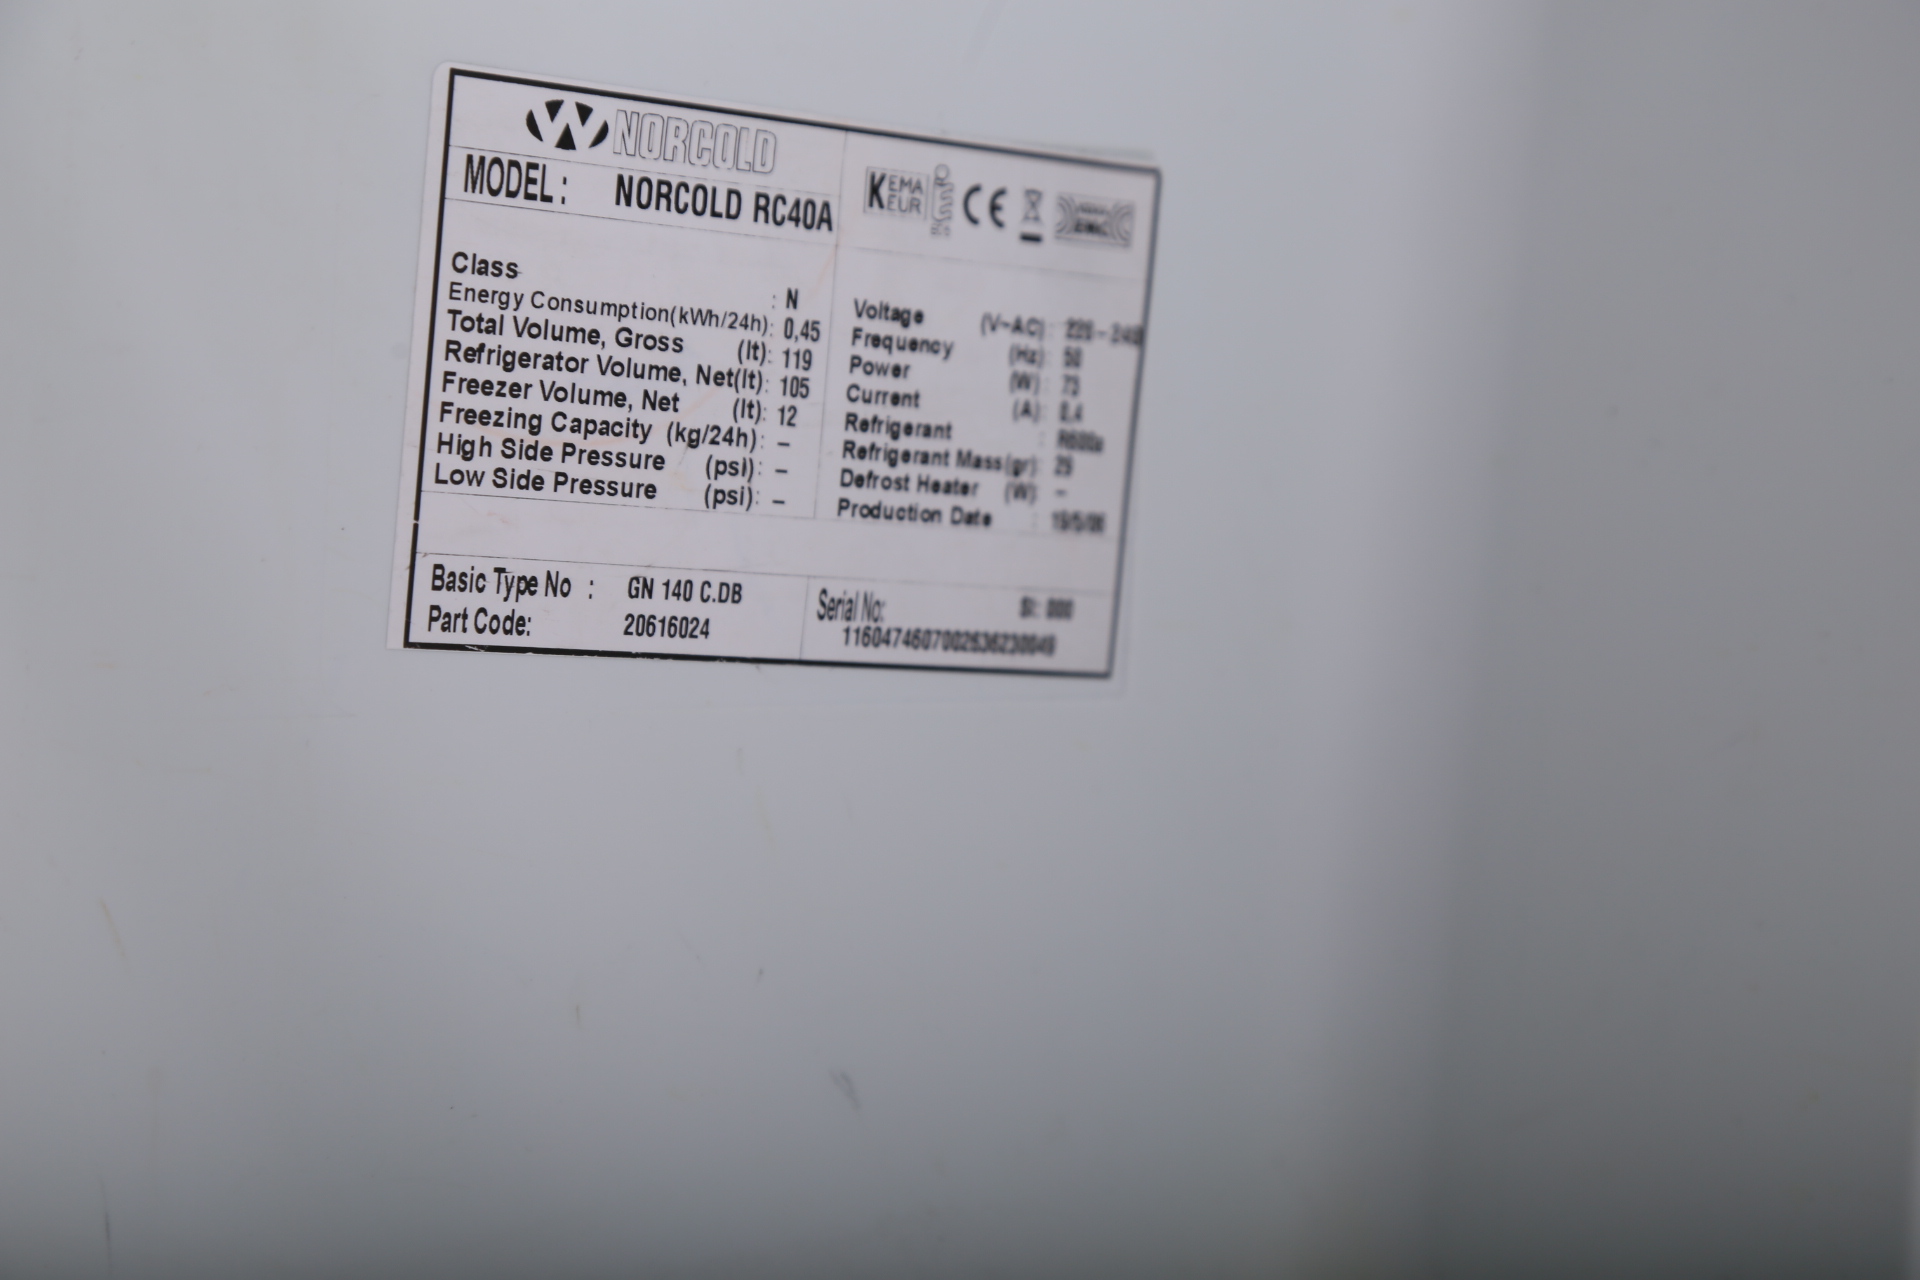 NORCOLD
MODEL: NORCOLD RC40A
KEMA EUR CE
Class : N
Energy Consumption(kWh/24h): 0,45
Total Volume, Gross (lt): 119
Refrigerator Volume, Net(lt): 105
Freezer Volume, Net (lt): 12
Freezing Capacity (kg/24h): –
High Side Pressure (psi): –
Low Side Pressure (psi): –
Voltage (V~AC):
Frequency (Hz): 50
Power (W):
Current (A):
Refrigerant : R600a
Refrigerant Mass(gr):
Defrost Heater (W): –
Production Date :
Basic Type No : GN 140 C.DB
Part Code: 20616024
Serial No: